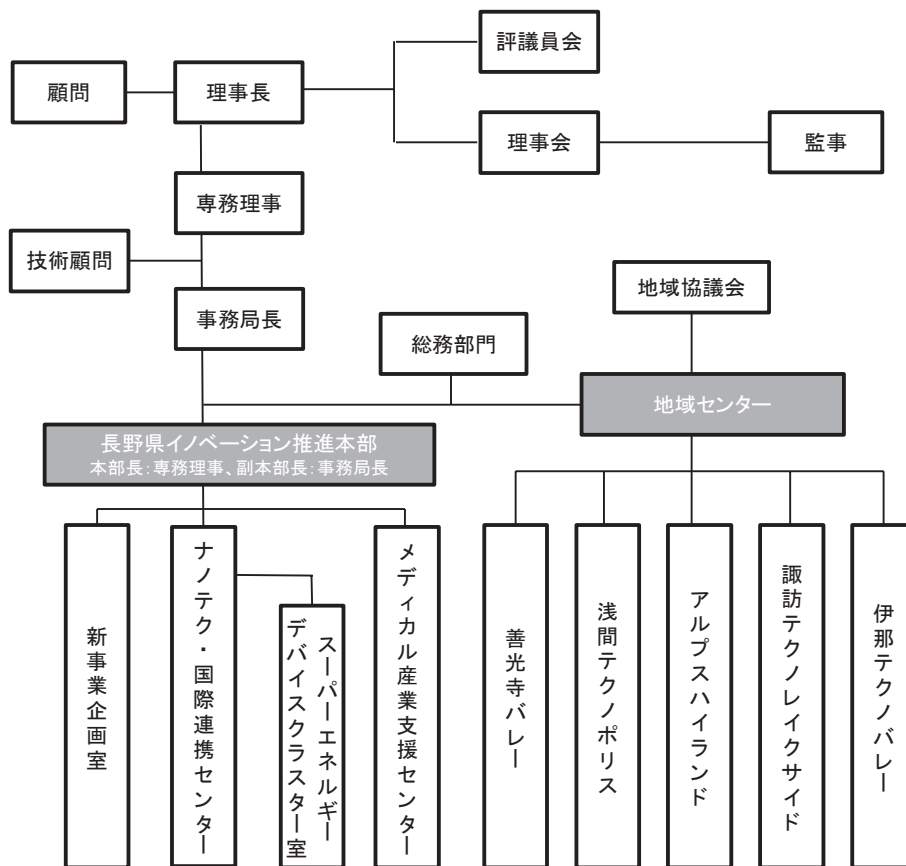 評議員会
顧問
理事長
理事会
監事
専務理事
技術顧問
地域協議会
事務局長
総務部門
地域センター
長野県イノベーション推進本部
本部長:専務理事、副本部長:事務局長
新事業企画室
ナノテク・国際連携センター
スーパーエネルギー
デバイスクラスター室
メディカル産業支援センター
善光寺バレー
浅間テクノポリス
アルプスハイランド
諏訪テクノレイクサイド
伊那テクノバレー